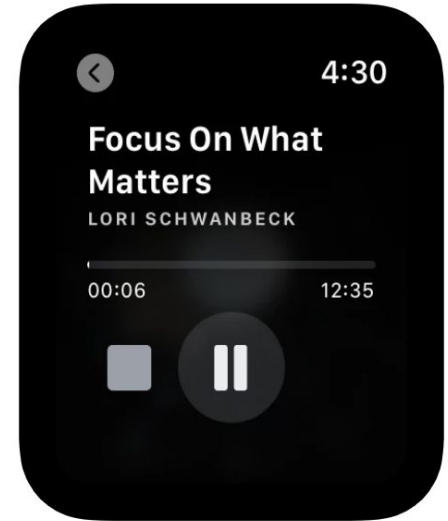 4:30
Focus On What
Matters
LORI SCHWANBECK
00:06 12:35